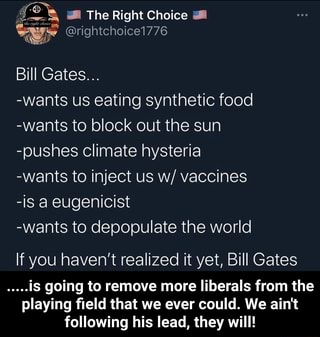 The Right Choice
@rightchoice1776
Bill Gates...
-wants us eating synthetic food
-wants to block out the sun
-pushes climate hysteria
-wants to inject us w/ vaccines
-is a eugenicist
-wants to depopulate the world
If you haven't realized it yet, Bill Gates
.....is going to remove more liberals from the
playing field that we ever could. We ain't
following his lead, they will!